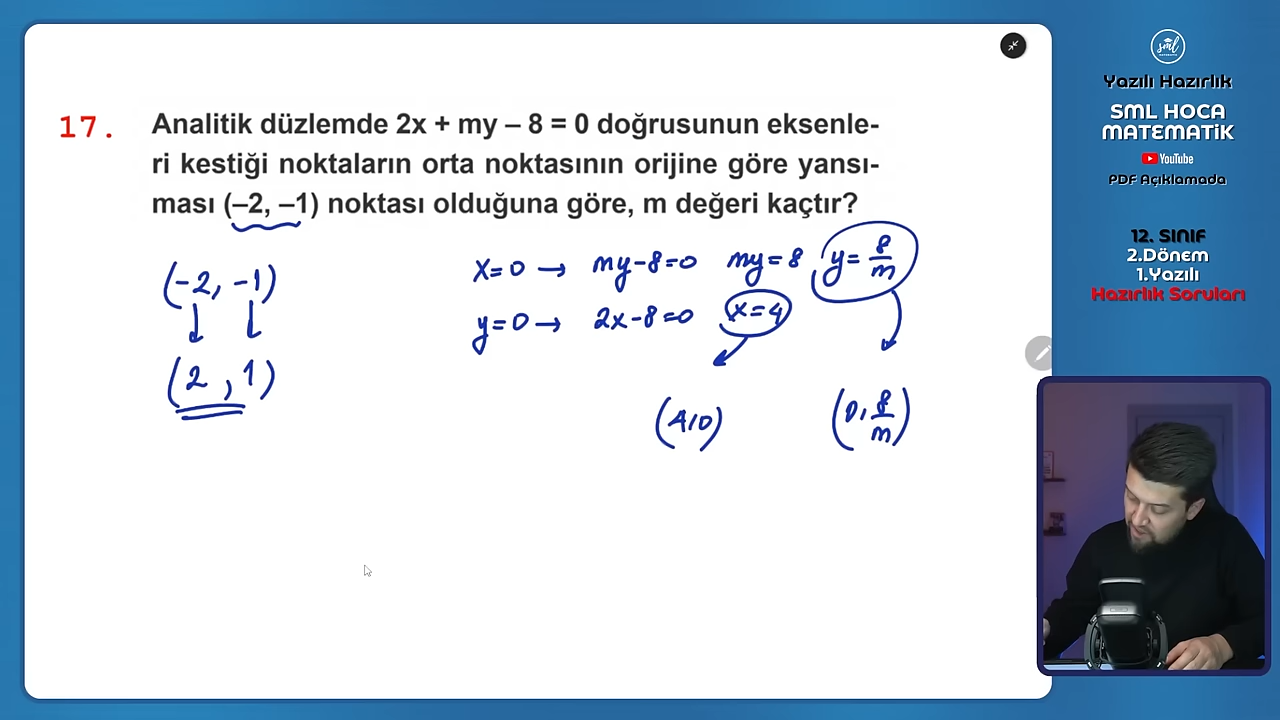 17. Analitik düzlemde 2x + my – 8 = 0 doğrusunun eksenle-
ri kestiği noktaların orta noktasının orijine göre yansı-
ması (–2, –1) noktası olduğuna göre, m değeri kaçtır?
(-2, -1)
(2, 1)
x=0 → my-8=0 my=8 y=8/m
y=0 → 2x-8=0 x=4
(4,0) (0, 8/m)
sml
Yazılı Hazırlık
SML HOCA
MATEMATİK
YouTube
PDF Açıklamada
12. SINIF
2.Dönem
1.Yazılı
Hazırlık Soruları